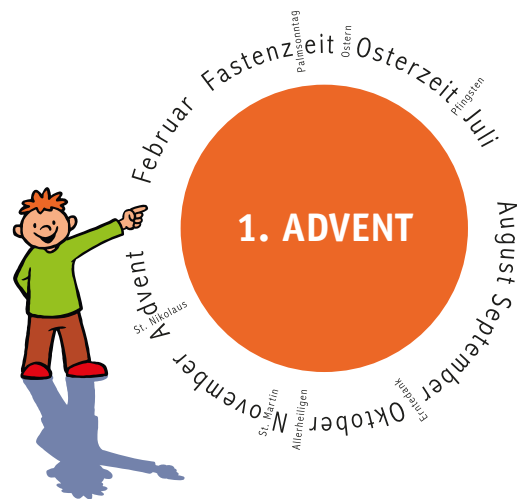 Februar
Fastenzeit
Palmsonntag
Ostern
Osterzeit
Pfingsten
Juli
August
September
Erntedank
Oktober
Allerheiligen
St. Martin
November
St. Nikolaus
Advent
1. ADVENT